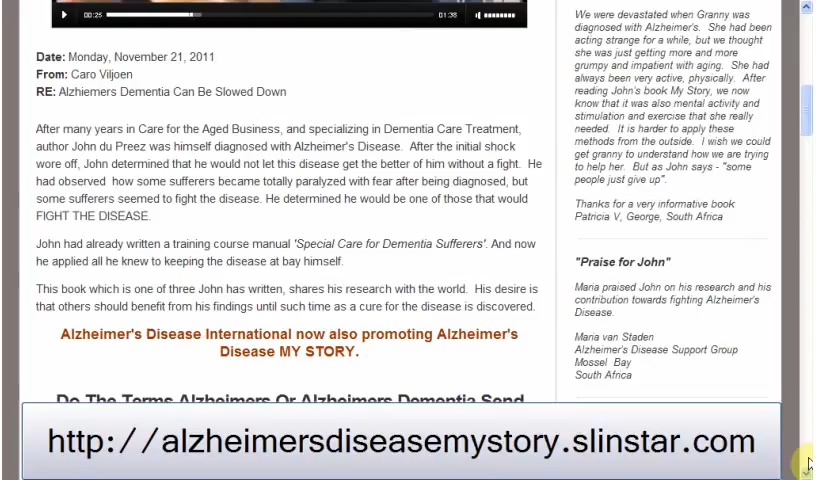 00:25
01:38
Date: Monday, November 21, 2011
From: Caro Viljoen
RE: Alzhiemers Dementia Can Be Slowed Down
After many years in Care for the Aged Business, and specializing in Dementia Care Treatment,
author John du Preez was himself diagnosed with Alzheimer's Disease.  After the initial shock
wore off, John determined that he would not let this disease get the better of him without a fight.  He
had observed  how some sufferers became totally paralyzed with fear after being diagnosed, but
some sufferers seemed to fight the disease. He determined he would be one of those that would
FIGHT THE DISEASE.
John had already written a training course manual 'Special Care for Dementia Sufferers'. And now
he applied all he knew to keeping the disease at bay himself.
This book which is one of three John has written, shares his research with the world.  His desire is
that others should benefit from his findings until such time as a cure for the disease is discovered.
Alzheimer's Disease International now also promoting Alzheimer's
Disease MY STORY.
Do The Terms Alzheimers Or Alzheimers Dementia Send
We were devastated when Granny was
diagnosed with Alzheimer's.  She had been
acting strange for a while, but we thought
she was just getting more and more
grumpy and impatient with aging.  She had
always been very active, physically.  After
reading John's book My Story, we now
know that it was also mental activity and
stimulation and exercise that she really
needed.  It is harder to apply these
methods from the outside.  I wish we could
get granny to understand how we are trying
to help her.  But as John says - "some
people just give up".
Thanks for a very informative book
Patricia V, George, South Africa
"Praise for John"
Maria praised John on his research and his
contribution towards fighting Alzheimer's
Disease.
Maria van Staden
Alzheimer's Disease Support Group
Mossel  Bay
South Africa
http://alzheimersdiseasemystory.slinstar.com